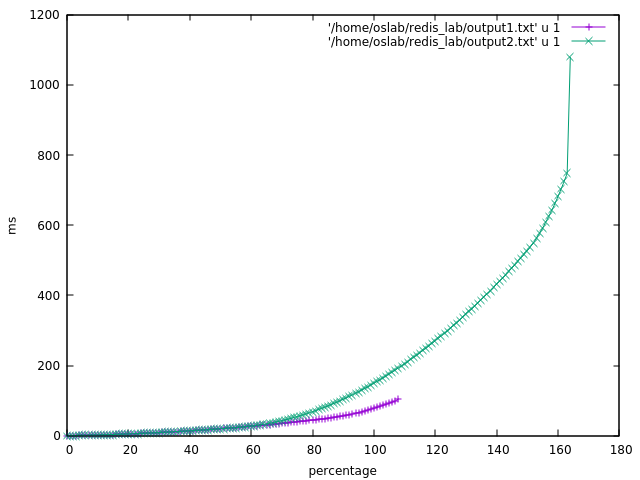 1200
1000
800
600
400
200
0
ms
'/home/oslab/redis_lab/output1.txt' u 1
'/home/oslab/redis_lab/output2.txt' u 1
0 20 40 60 80 100 120 140 160 180
percentage